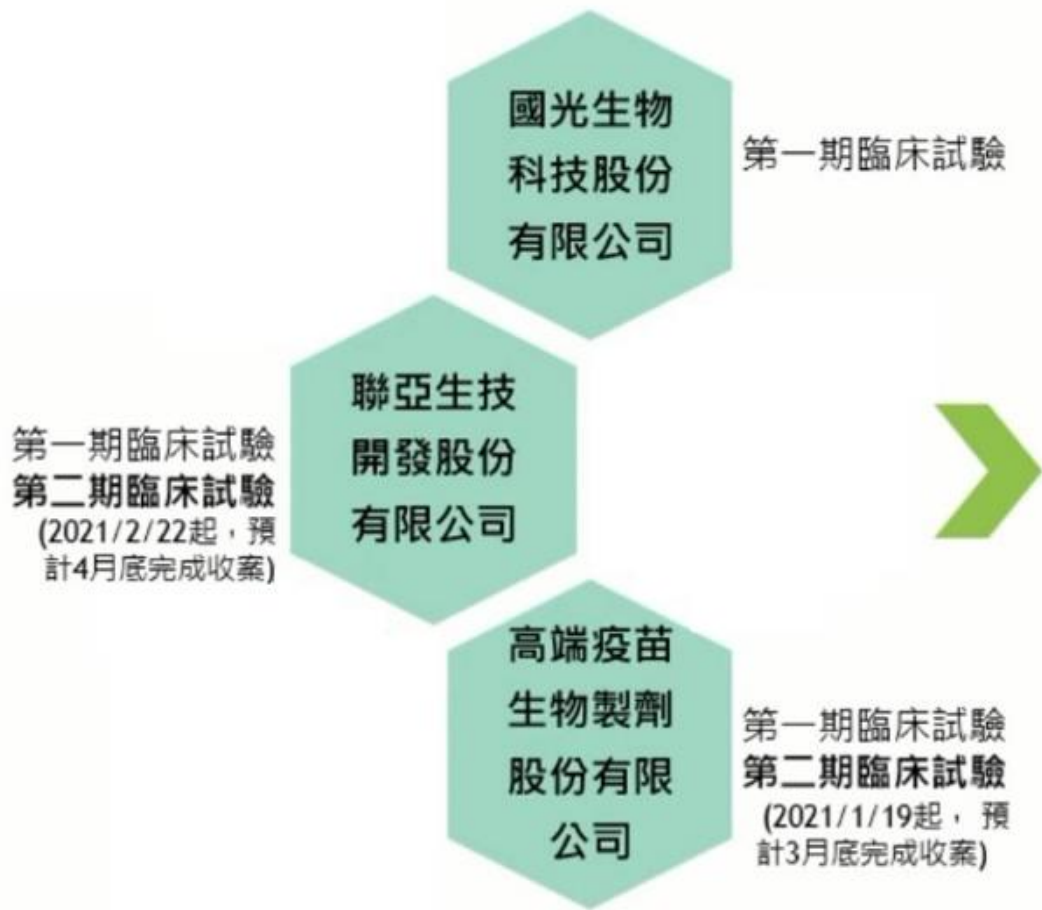 國光生物
科技股份
有限公司
第一期臨床試驗
聯亞生技
開發股份
有限公司
第一期臨床試驗
第二期臨床試驗
(2021/2/22起，預
計4月底完成收案)
高端疫苗
生物製劑
股份有限
公司
第一期臨床試驗
第二期臨床試驗
(2021/1/19起， 預
計3月底完成收案)